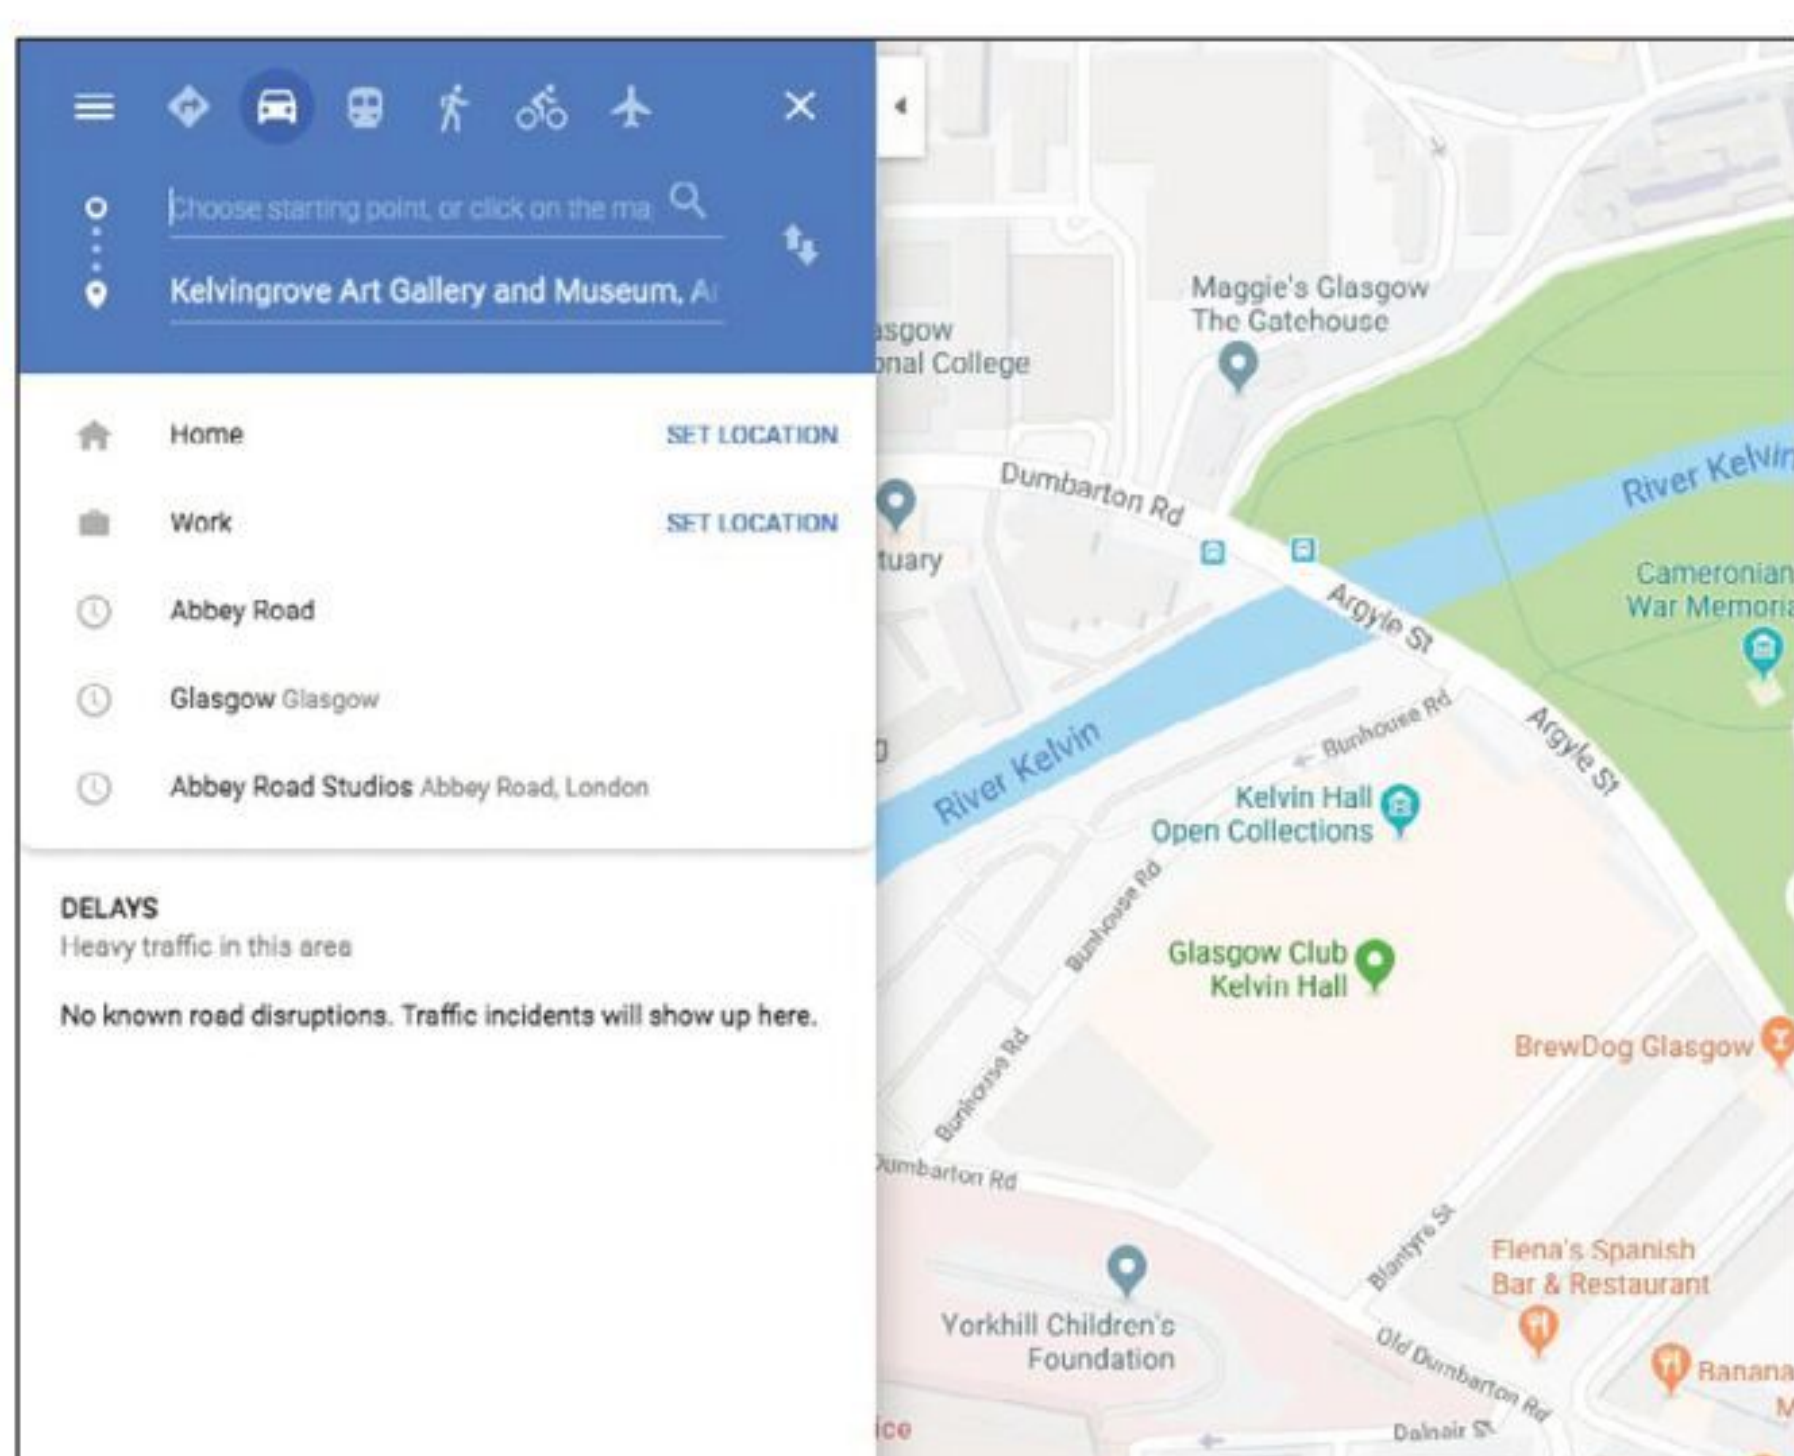 Choose starting point, or click on the ma
Kelvingrove Art Gallery and Museum, A
Home SET LOCATION
Work SET LOCATION
Abbey Road
Glasgow Glasgow
Abbey Road Studios Abbey Road, London
DELAYS
Heavy traffic in this area
No known road disruptions. Traffic incidents will show up here.
Maggie's Glasgow
The Gatehouse
asgow
onal College
Dumbarton Rd
River Kelvin
tuary
Cameronian
War Memoria
Argyle St
Bunhouse Rd
Argyle St
River Kelvin
Kelvin Hall
Open Collections
Bunhouse Rd
Glasgow Club
Kelvin Hall
BrewDog Glasgow
Bunhouse Rd
Dumbarton Rd
Blantyre St
Elena's Spanish
Bar & Restaurant
Yorkhill Children's
Foundation
Old Dumbarton Rd
Banana
M
Dalnair St
ice